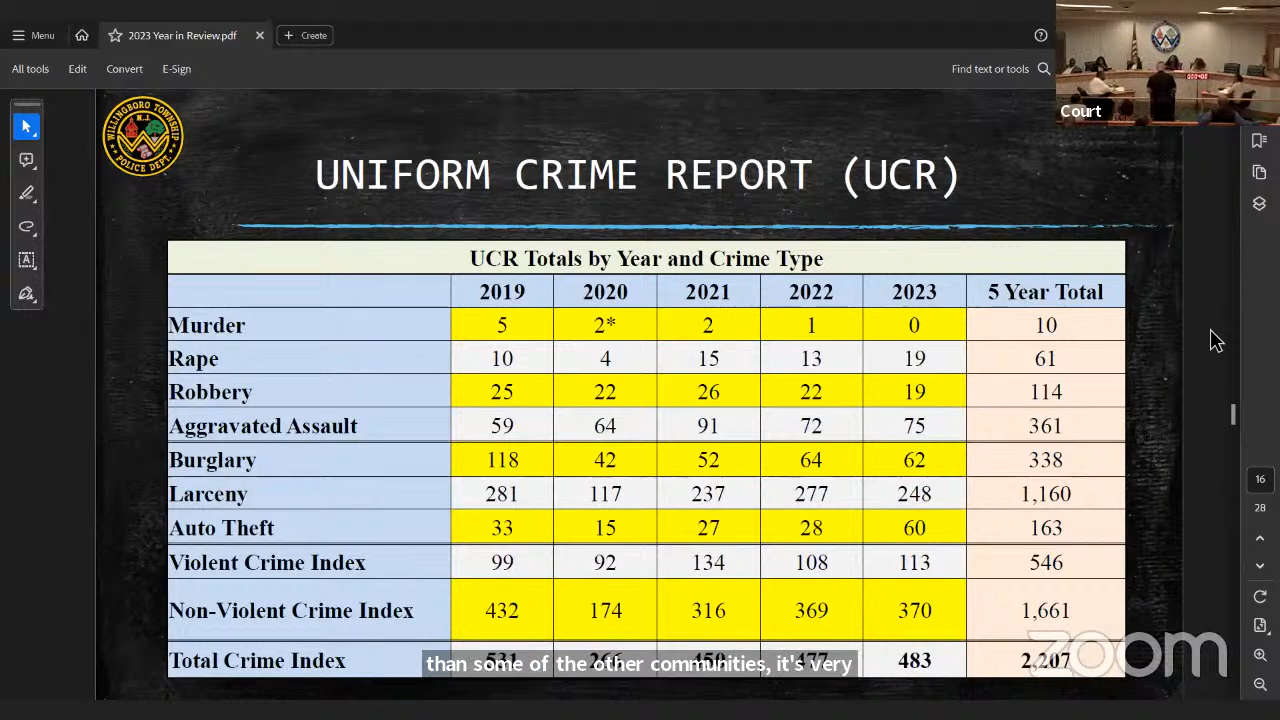 Menu
2023 Year in Review.pdf
Create
All tools Edit Convert E-Sign
Find text or tools
Court
WILLINGBORO TOWNSHIP
N.J.
POLICE DEPT.
UNIFORM CRIME REPORT (UCR)
UCR Totals by Year and Crime Type
2019 2020 2021 2022 2023 5 Year Total
Murder 5 2* 2 1 0 10
Rape 10 4 15 13 19 61
Robbery 25 22 26 22 19 114
Aggravated Assault 59 64 91 72 75 361
Burglary 118 42 52 64 62 338
Larceny 281 117 237 277 248 1,160
Auto Theft 33 15 27 28 60 163
Violent Crime Index 99 92 134 108 113 546
Non-Violent Crime Index 432 174 316 369 370 1,661
Total Crime Index 483 2,207
than some of the other communities, it's very
zoom
16
28